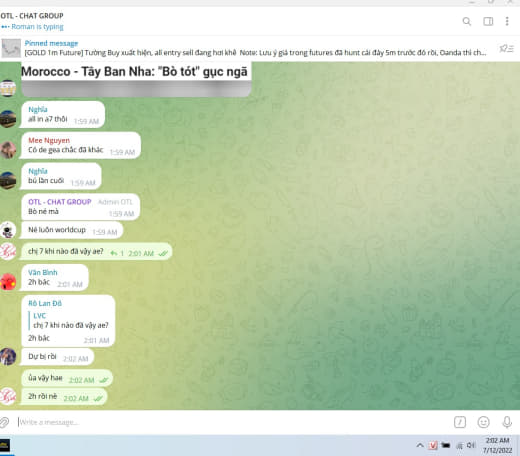 OTL - CHAT GROUP
Roman is typing
Pinned message
[GOLD 1m Future] Tường Buy xuất hiện, all entry sell đang hơi khê Note: Lưu ý giá trong futures đã hunt cái đáy 5m trước đó rồi, Oanda thì ch...
Morocco - Tây Ban Nha: "Bò tót" gục ngã
Nghĩa
all in a7 thôi 1:59 AM
Mee Nguyen
Có de gea chắc đã khác 1:59 AM
Nghĩa
bú lần cuối 1:59 AM
OTL - CHAT GROUP Admin OTL
Bò né mà 1:59 AM
Né luôn worldcup 1:59 AM
chị 7 khi nào đã vậy ae? 1 2:01 AM
Văn Bình
2h bác 2:01 AM
Rô Lan Đô
LVC
chị 7 khi nào đã vậy ae?
2h bác 2:01 AM
Dự bị rồi 2:02 AM
ủa vậy hae 2:02 AM
2h rồi nè 2:02 AM
Write a message...
2:02 AM
7/12/2022